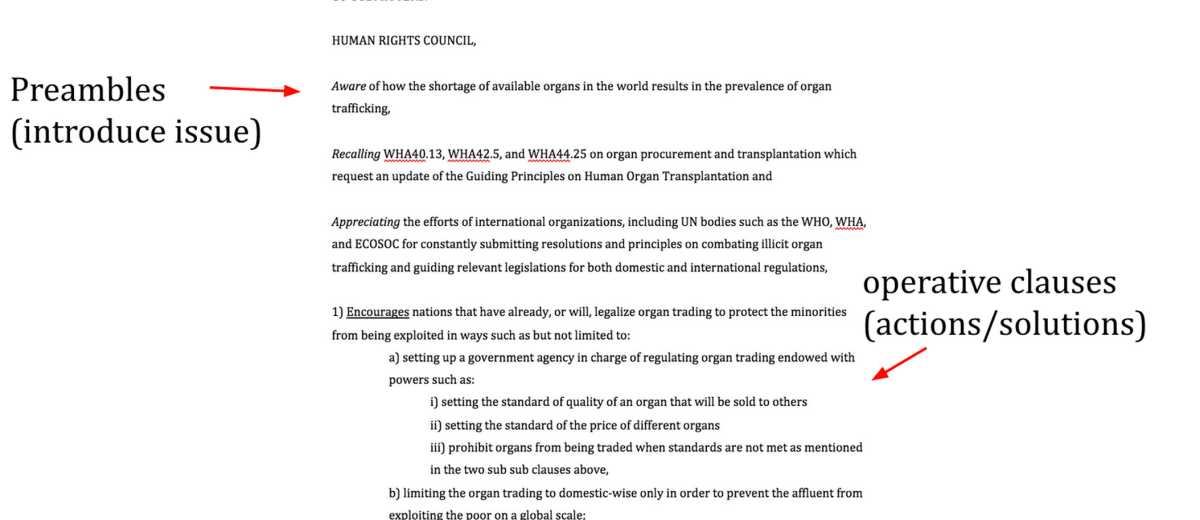 HUMAN RIGHTS COUNCIL,
Preambles
(introduce issue)
Aware of how the shortage of available organs in the world results in the prevalence of organ
trafficking,
Recalling WHA40.13, WHA42.5, and WHA44.25 on organ procurement and transplantation which
request an update of the Guiding Principles on Human Organ Transplantation and
Appreciating the efforts of international organizations, including UN bodies such as the WHO, WHA,
and ECOSOC for constantly submitting resolutions and principles on combating illicit organ
trafficking and guiding relevant legislations for both domestic and international regulations,
operative clauses
(actions/solutions)
1) Encourages nations that have already, or will, legalize organ trading to protect the minorities
from being exploited in ways such as but not limited to:
a) setting up a government agency in charge of regulating organ trading endowed with
powers such as:
i) setting the standard of quality of an organ that will be sold to others
ii) setting the standard of the price of different organs
iii) prohibit organs from being traded when standards are not met as mentioned
in the two sub sub clauses above,
b) limiting the organ trading to domestic-wise only in order to prevent the affluent from
exploiting the poor on a global scale;